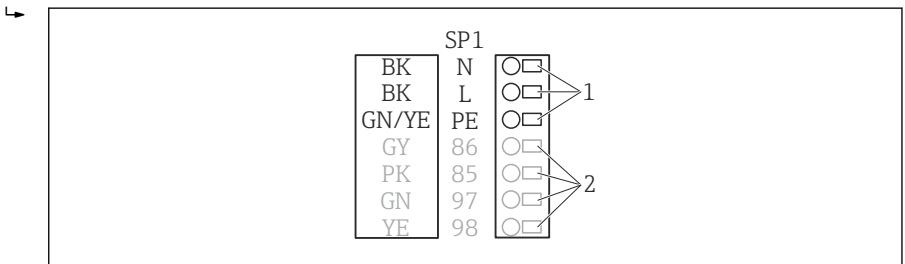 SP1
BK N
BK L
GN/YE PE
1
GY 86
PK 85
GN 97
YE 98
2